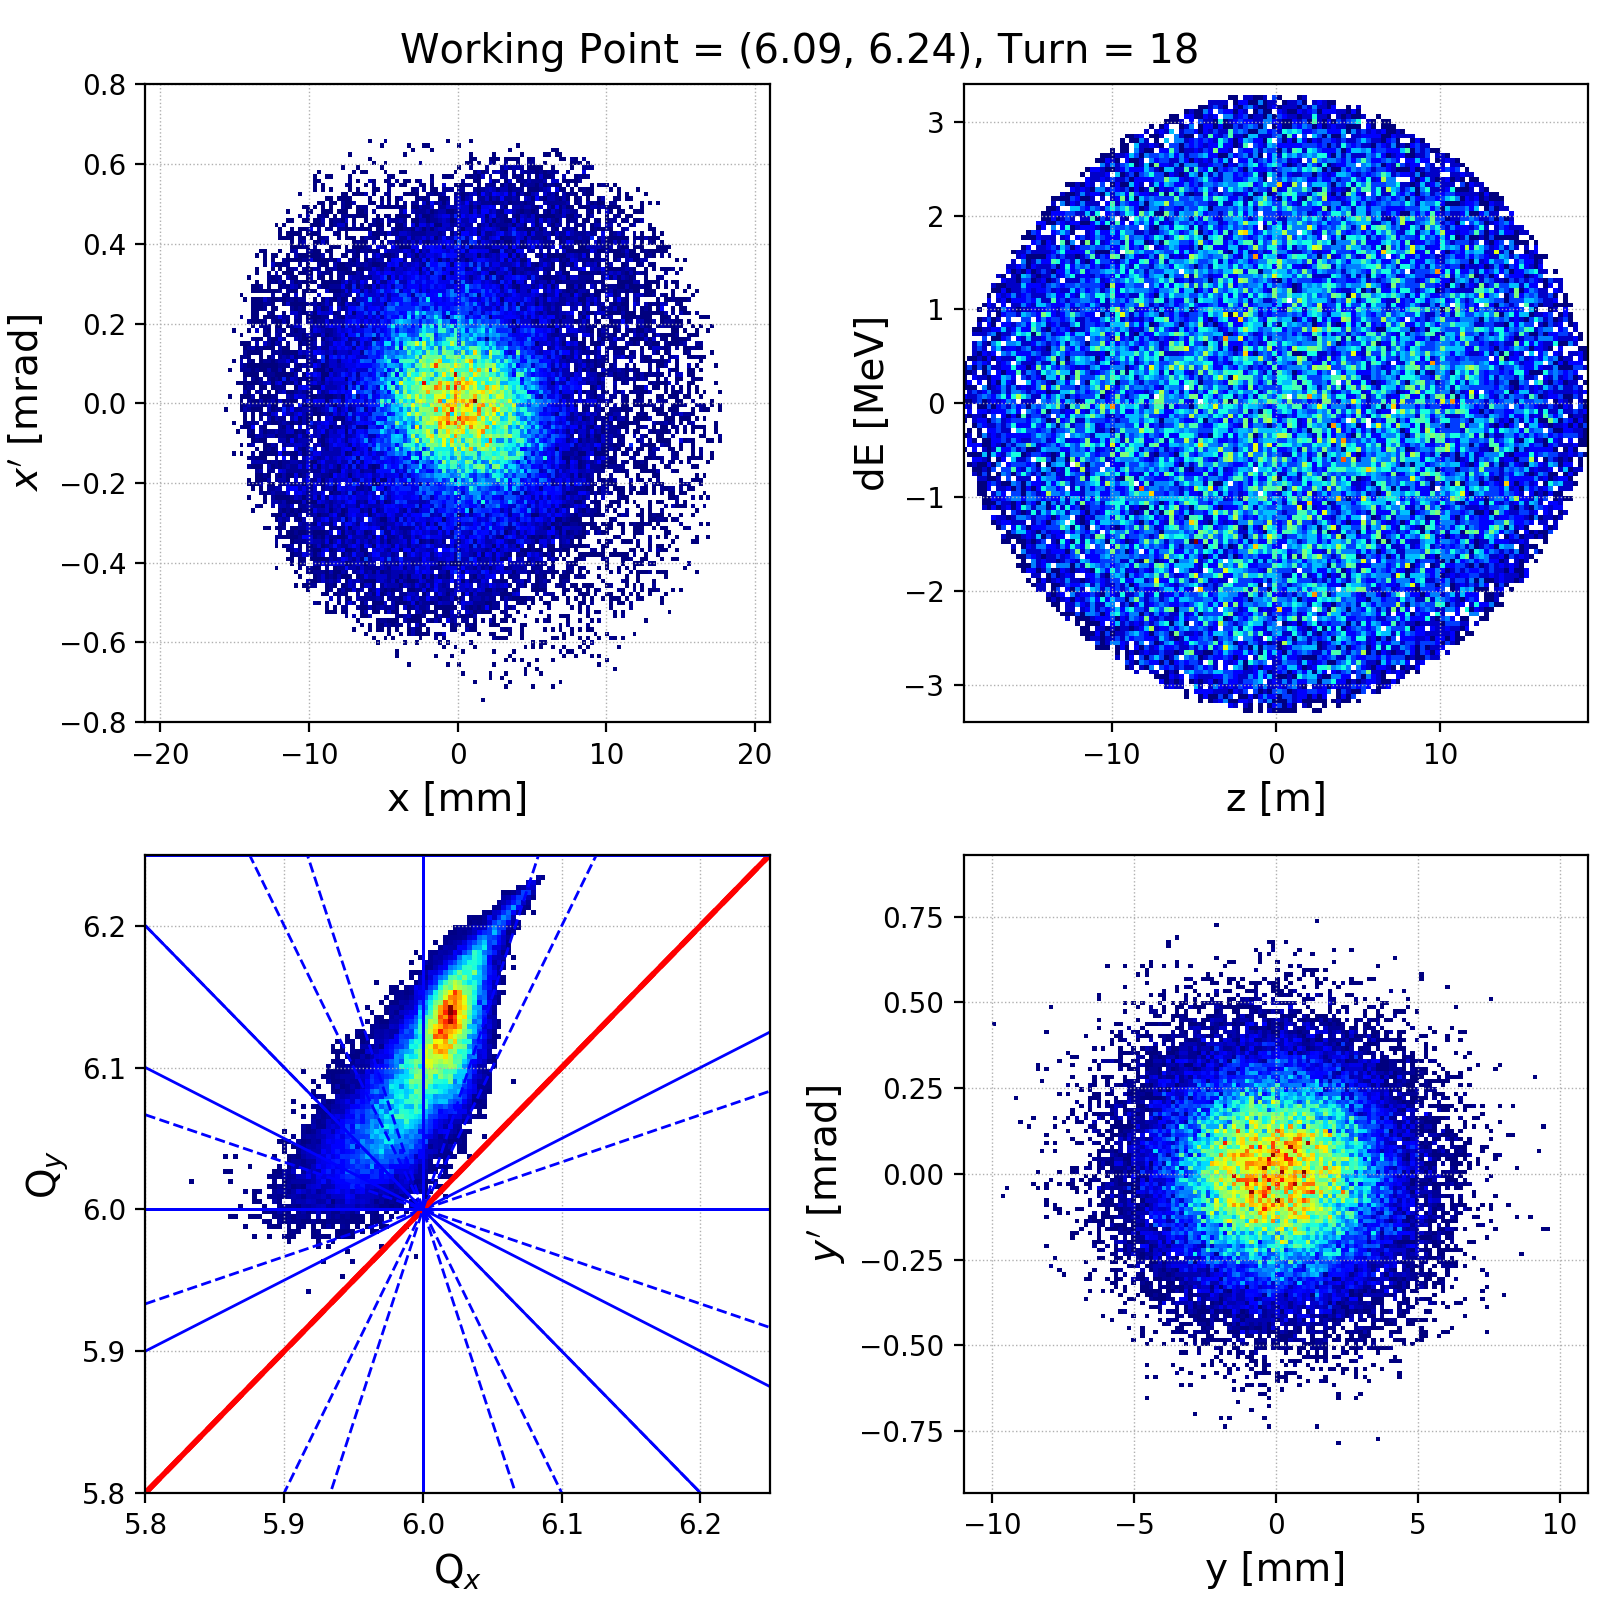 Working Point = (6.09, 6.24), Turn = 18
0.8
0.6
0.4
0.2
0.0
−0.2
−0.4
−0.6
−0.8
x′ [mrad]
−20 −10 0 10 20
x [mm]
3
2
1
0
−1
−2
−3
dE [MeV]
−10 0 10
z [m]
6.2
6.1
6.0
5.9
5.8
Qy
5.8 5.9 6.0 6.1 6.2
Qx
0.75
0.50
0.25
0.00
−0.25
−0.50
−0.75
y′ [mrad]
−10 −5 0 5 10
y [mm]